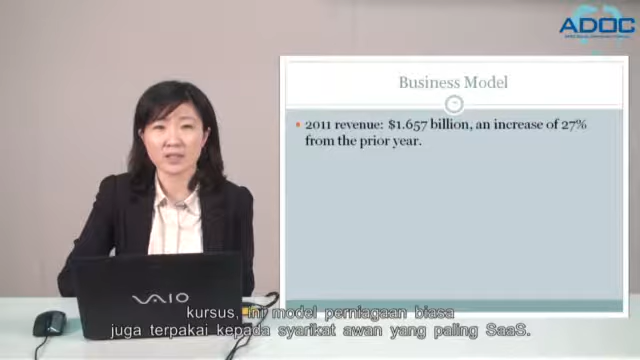 ADOC
Business Model
2011 revenue: $1.657 billion, an increase of 27%
from the prior year.
VAIO
kursus, ini model perniagaan biasa
juga terpakai kepada syarikat awan yang paling SaaS.